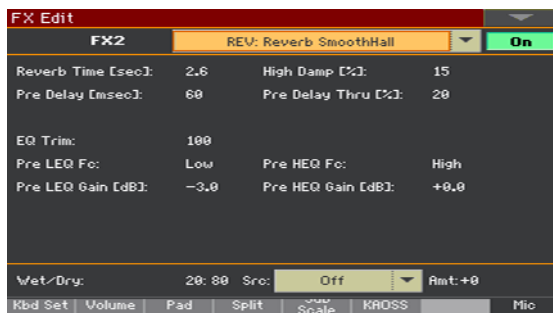 FX Edit
FX2 REV: Reverb SmoothHall On
Reverb Time [sec]: 2.6 High Damp [%]: 15
Pre Delay [msec]: 60 Pre Delay Thru [%]: 20
EQ Trim: 100
Pre LEQ Fc: Low Pre HEQ Fc: High
Pre LEQ Gain [dB]: -3.0 Pre HEQ Gain [dB]: +0.0
Wet/Dry: 20:80 Src: Off Amt:+0
Kbd Set Volume Pad Split Sub Scale KAOSS Mic